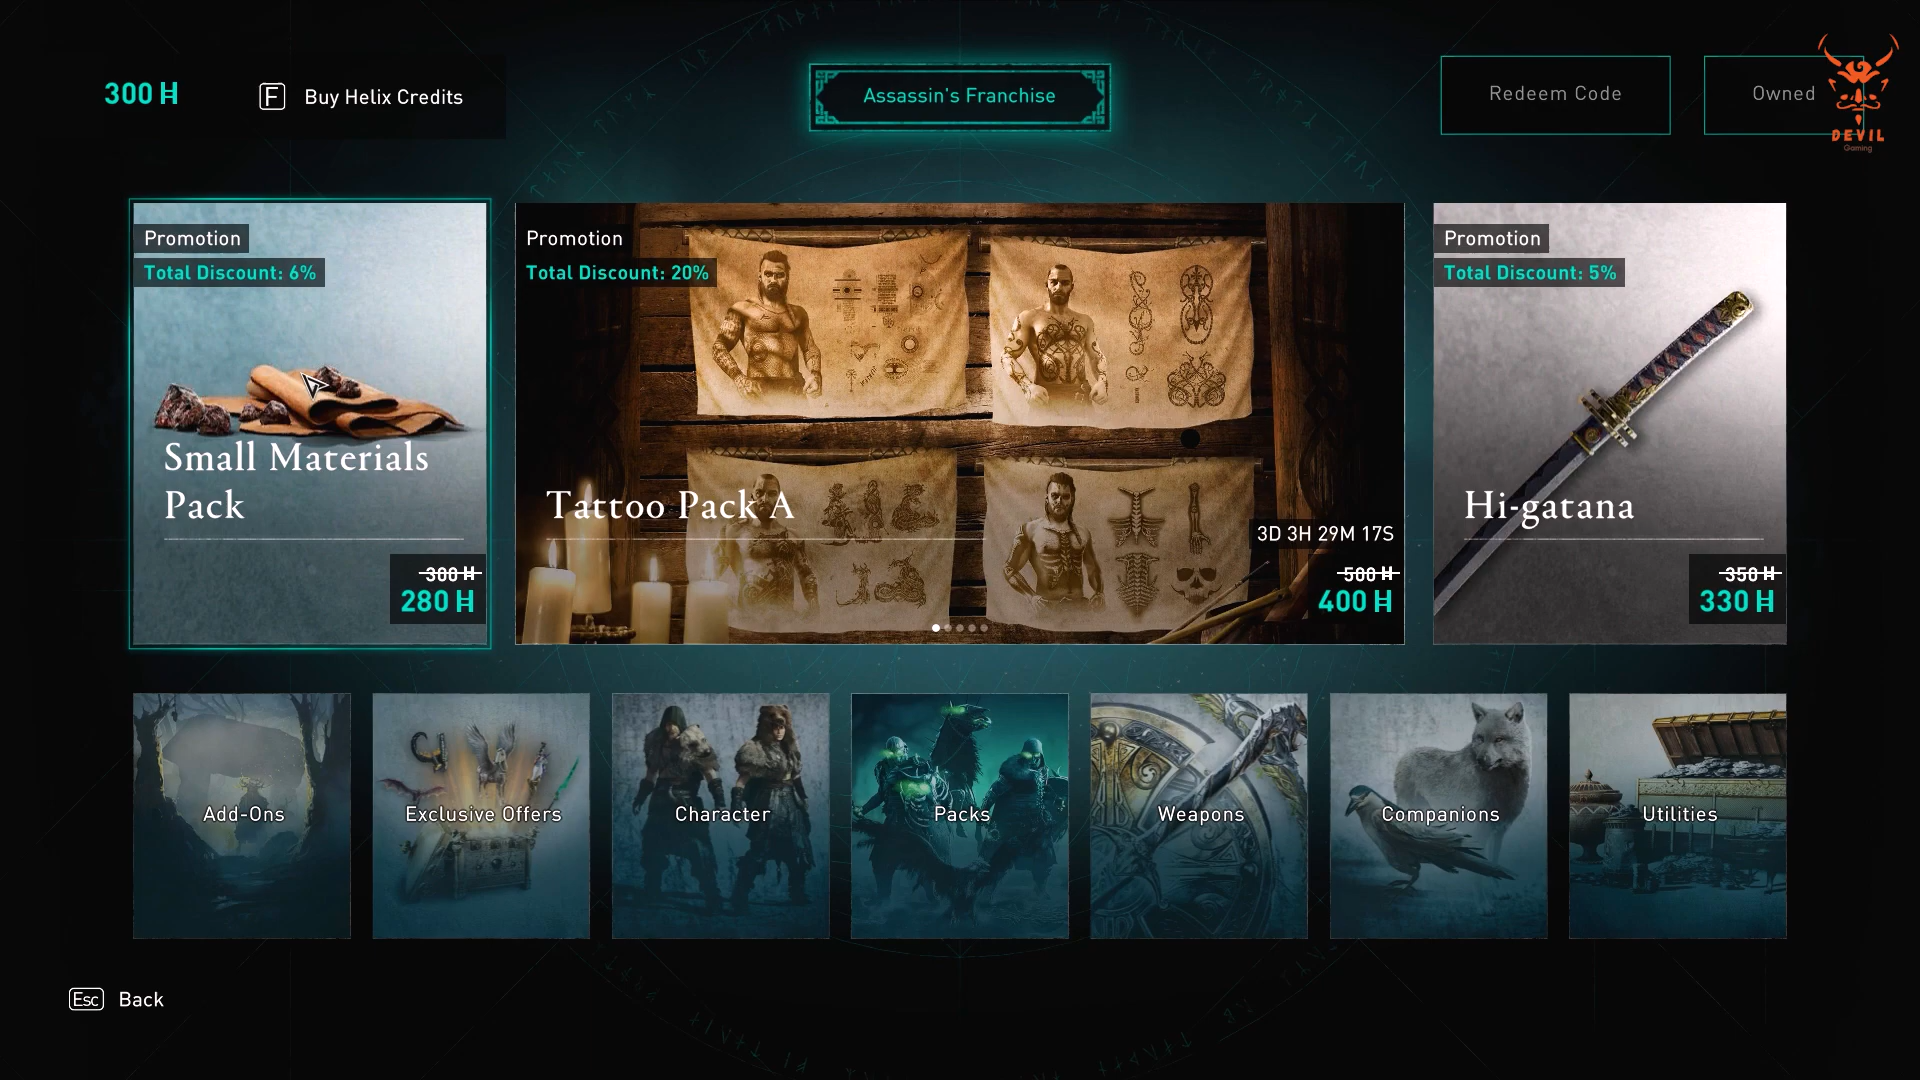 300 H
F Buy Helix Credits
Assassin's Franchise
Redeem Code
Owned
DEVIL
Gaming
Promotion
Total Discount: 6%
Small Materials
Pack
300 H
280 H
Promotion
Total Discount: 20%
Tattoo Pack A
3D 3H 29M 17S
500 H
400 H
Promotion
Total Discount: 5%
Hi-gatana
350 H
330 H
Add-Ons
Exclusive Offers
Character
Packs
Weapons
Companions
Utilities
Esc Back